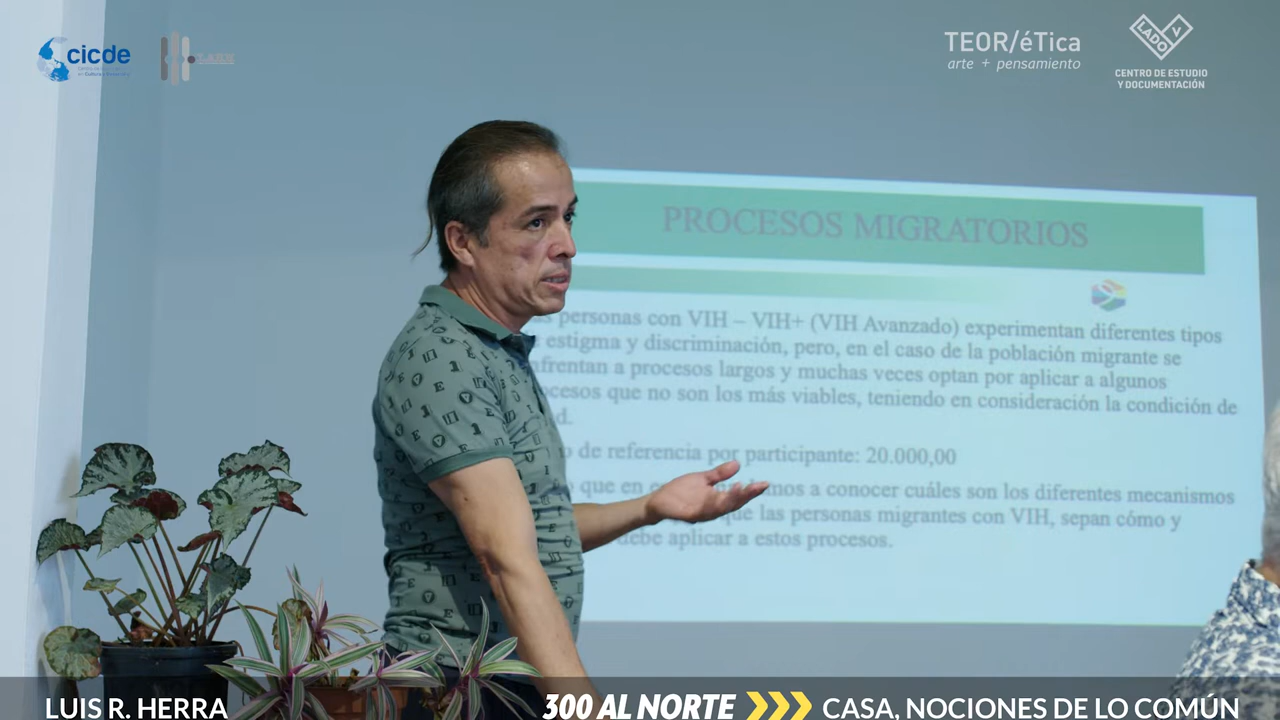 cicde
TEOR/éTica
arte + pensamiento
LADO V
CENTRO DE ESTUDIO
Y DOCUMENTACIÓN
PROCESOS MIGRATORIOS
personas con VIH – VIH+ (VIH Avanzado) experimentan diferentes tipos
estigma y discriminación, pero, en el caso de la población migrante se
nfrentan a procesos largos y muchas veces optan por aplicar a algunos
ocesos que no son los más viables, teniendo en consideración la condición de
d.
de referencia por participante: 20.000,00
que en mos a conocer cuáles son los diferentes mecanismos
que las personas migrantes con VIH, sepan cómo y
debe aplicar a estos procesos.
LUIS R. HERRA
300 AL NORTE
CASA, NOCIONES DE LO COMÚN